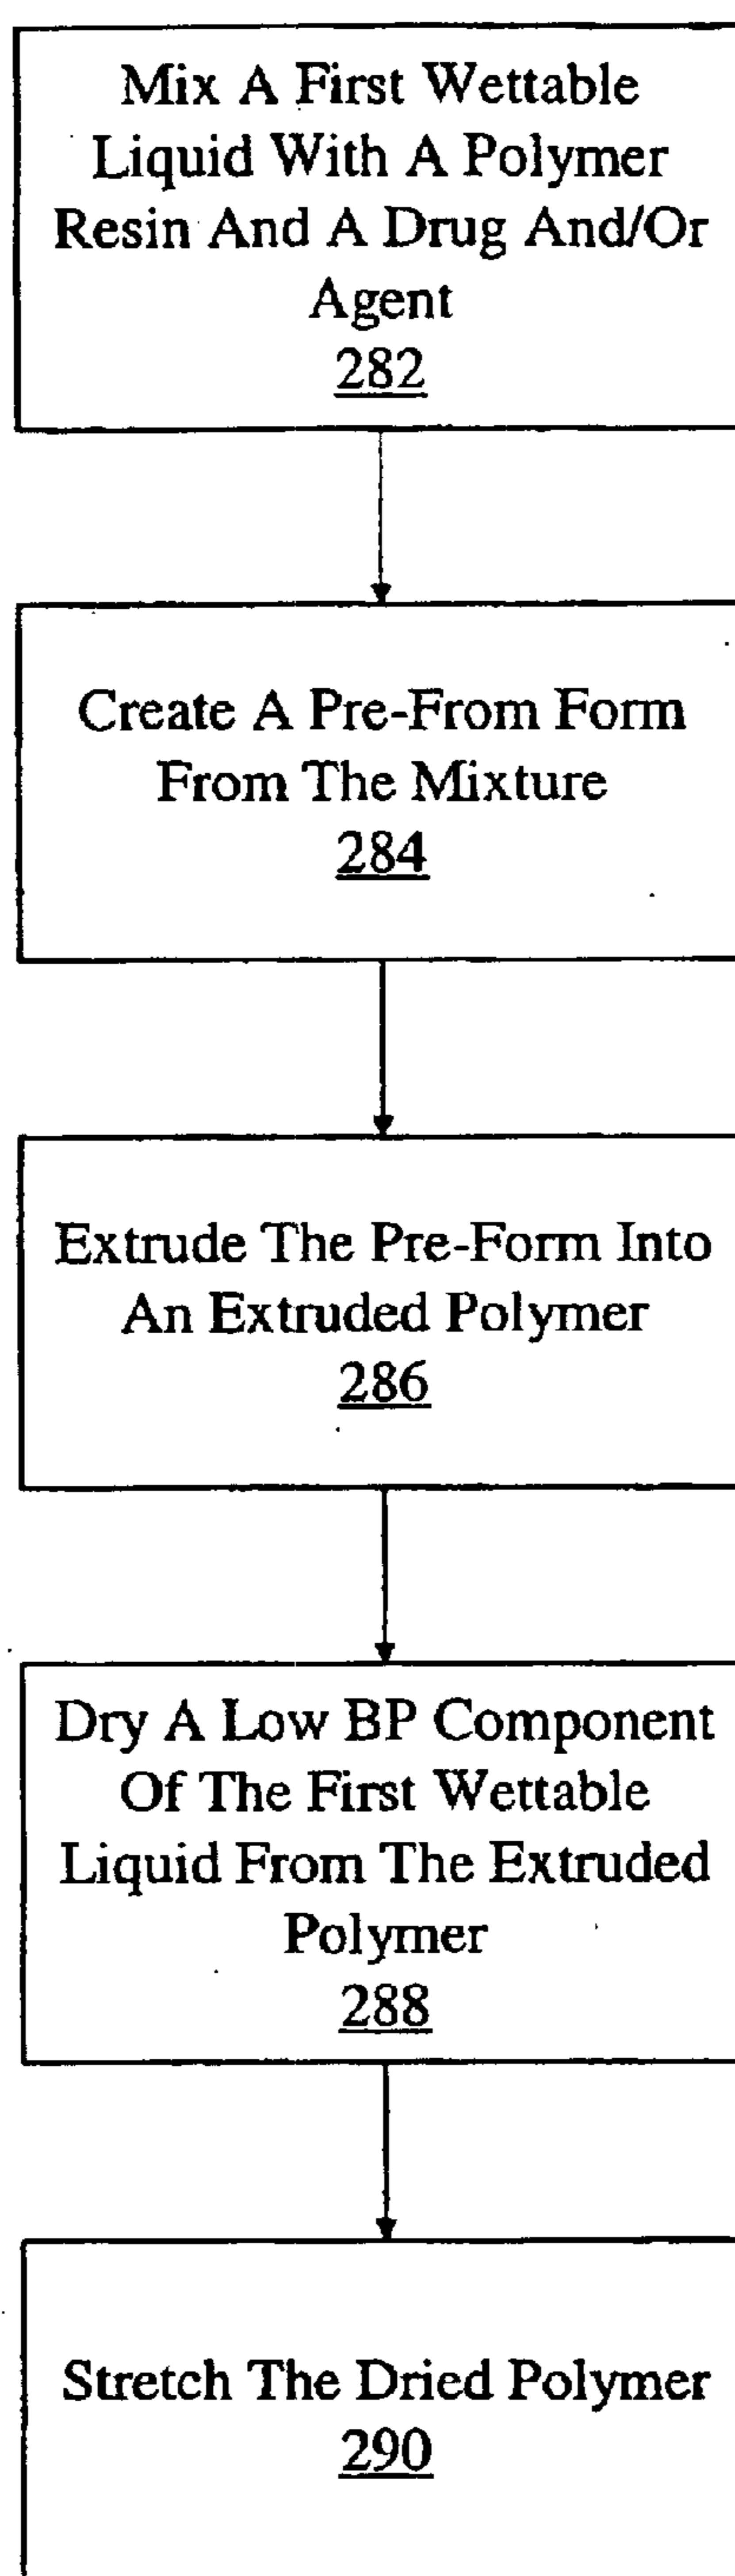 Mix A First Wettable
Liquid With A Polymer
Resin And A Drug And/Or
Agent
282
Create A Pre-From Form
From The Mixture
284
Extrude The Pre-Form Into
An Extruded Polymer
286
Dry A Low BP Component
Of The First Wettable
Liquid From The Extruded
Polymer
288
Stretch The Dried Polymer
290